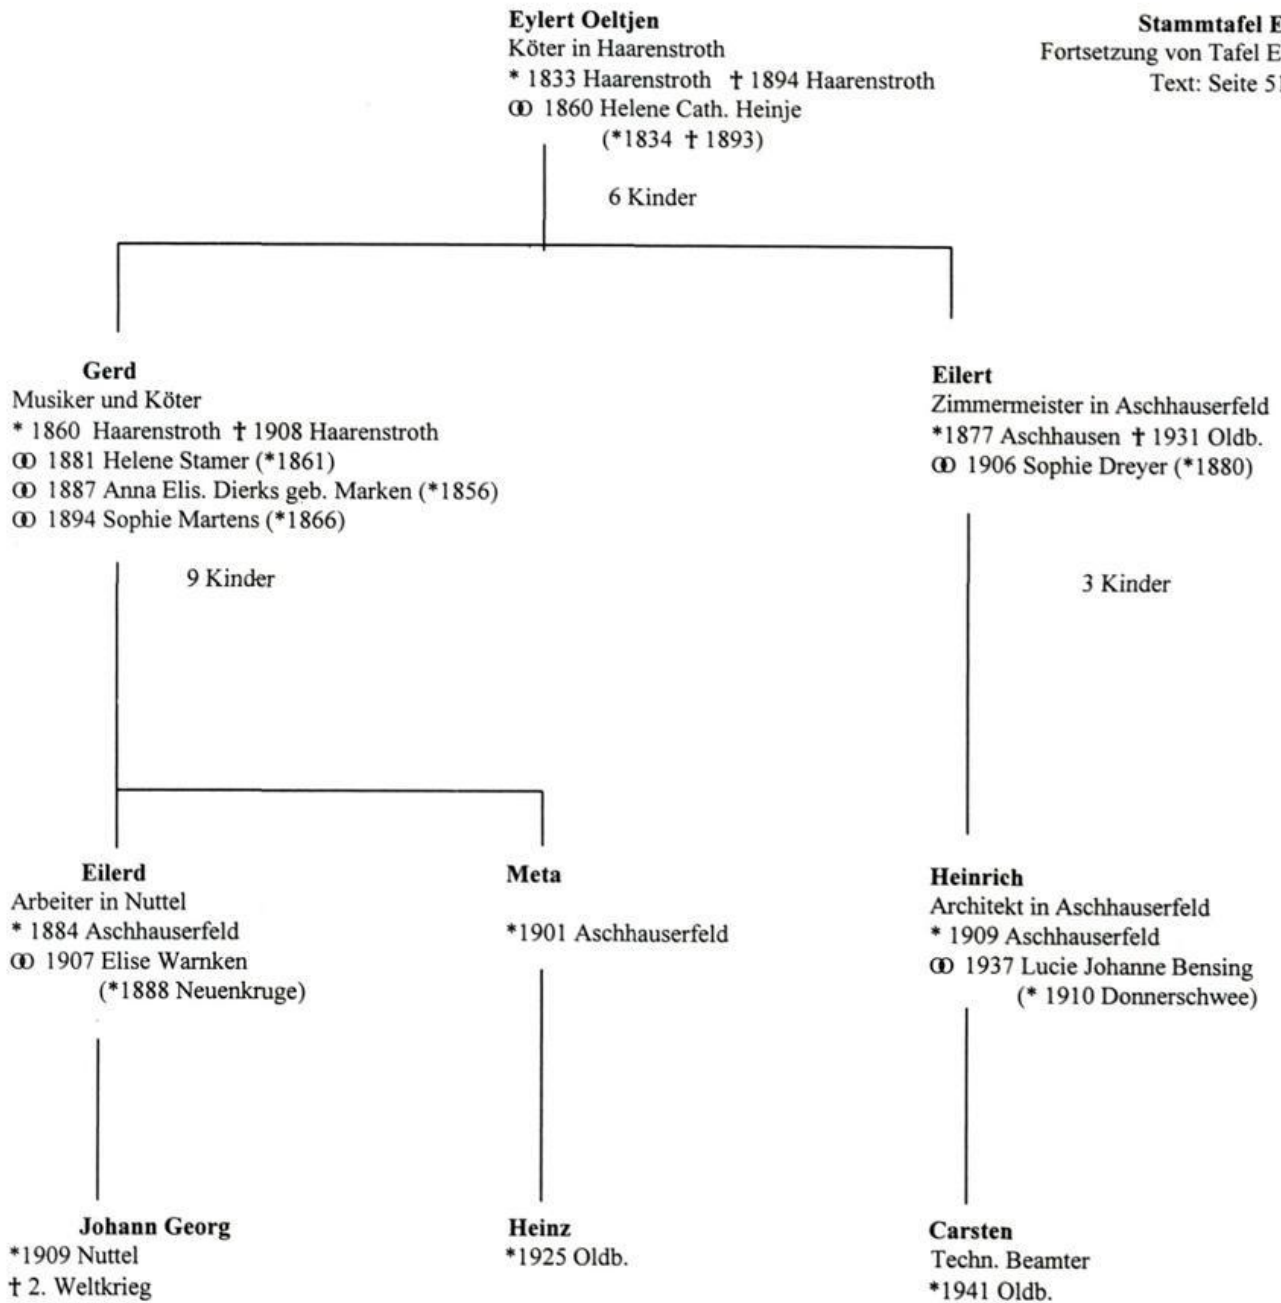 Eylert Oeltjen
Köter in Haarenstroth
* 1833 Haarenstroth † 1894 Haarenstroth
⚭ 1860 Helene Cath. Heinje
(*1834 † 1893)
Stammtafel E
Fortsetzung von Tafel E
Text: Seite 51
6 Kinder
Gerd
Musiker und Köter
* 1860 Haarenstroth † 1908 Haarenstroth
⚭ 1881 Helene Stamer (*1861)
⚭ 1887 Anna Elis. Dierks geb. Marken (*1856)
⚭ 1894 Sophie Martens (*1866)
9 Kinder
Eilert
Zimmermeister in Aschhauserfeld
*1877 Aschhausen † 1931 Oldb.
⚭ 1906 Sophie Dreyer (*1880)
3 Kinder
Eilerd
Arbeiter in Nuttel
* 1884 Aschhauserfeld
⚭ 1907 Elise Warnken
(*1888 Neuenkruge)
Meta
*1901 Aschhauserfeld
Heinrich
Architekt in Aschhauserfeld
* 1909 Aschhauserfeld
⚭ 1937 Lucie Johanne Bensing
(* 1910 Donnerschwee)
Johann Georg
*1909 Nuttel
† 2. Weltkrieg
Heinz
*1925 Oldb.
Carsten
Techn. Beamter
*1941 Oldb.